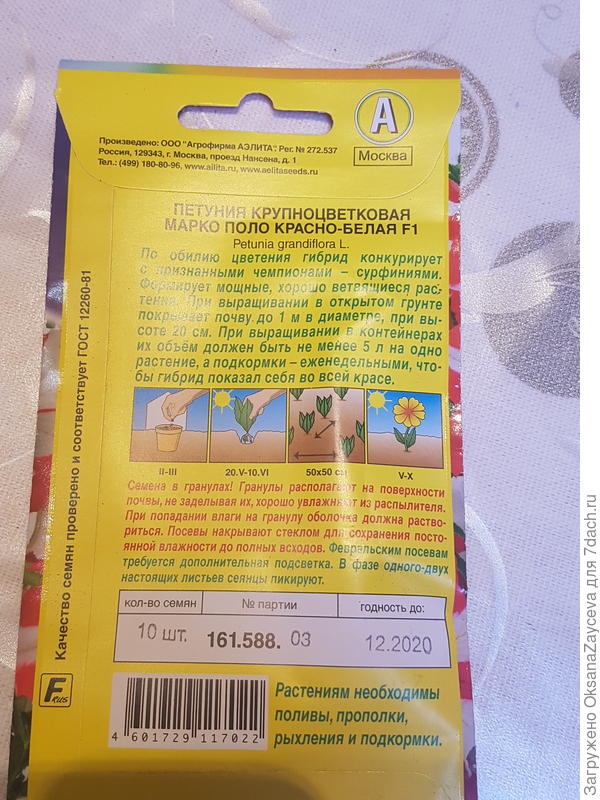 Произведено: ООО "Агрофирма АЭЛИТА". Рег. № 272.537
Россия, 129343, г. Москва, проезд Нансена, д. 1
Тел.: (499) 180-80-96, www.ailita.ru, www.aelitaseeds.ru
А
Москва
ПЕТУНИЯ КРУПНОЦВЕТКОВАЯ
МАРКО ПОЛО КРАСНО-БЕЛАЯ F1
Petunia grandiflora L.
По обилию цветения гибрид конкурирует
с признанными чемпионами – сурфиниями.
Формирует мощные, хорошо ветвящиеся рас-
тения. При выращивании в открытом грунте
покрывает почву до 1 м в диаметре, при вы-
соте 20 см. При выращивании в контейнерах
их объём должен быть не менее 5 л на одно
растение, а подкормки – еженедельными, что-
бы гибрид показал себя во всей красе.
II-III 20.V-10.VI 50х50 см V-X
Семена в гранулах! Гранулы располагают на поверхности
почвы, не заделывая их, хорошо увлажняют из распылителя.
При попадании влаги на гранулу оболочка должна раство-
риться. Посевы накрывают стеклом для сохранения посто-
янной влажности до полных всходов. Февральским посевам
требуется дополнительная подсветка. В фазе одного-двух
настоящих листьев сеянцы пикируют.
кол-во семян № партии годность до:
10 шт. 161.588. 03 12.2020
Качество семян проверено и соответствует ГОСТ 12260-81
F RUS
4 601729 117022
Растениям необходимы
поливы, прополки,
рыхления и подкормки.
Загружено OksanaZayceva для 7dach.ru